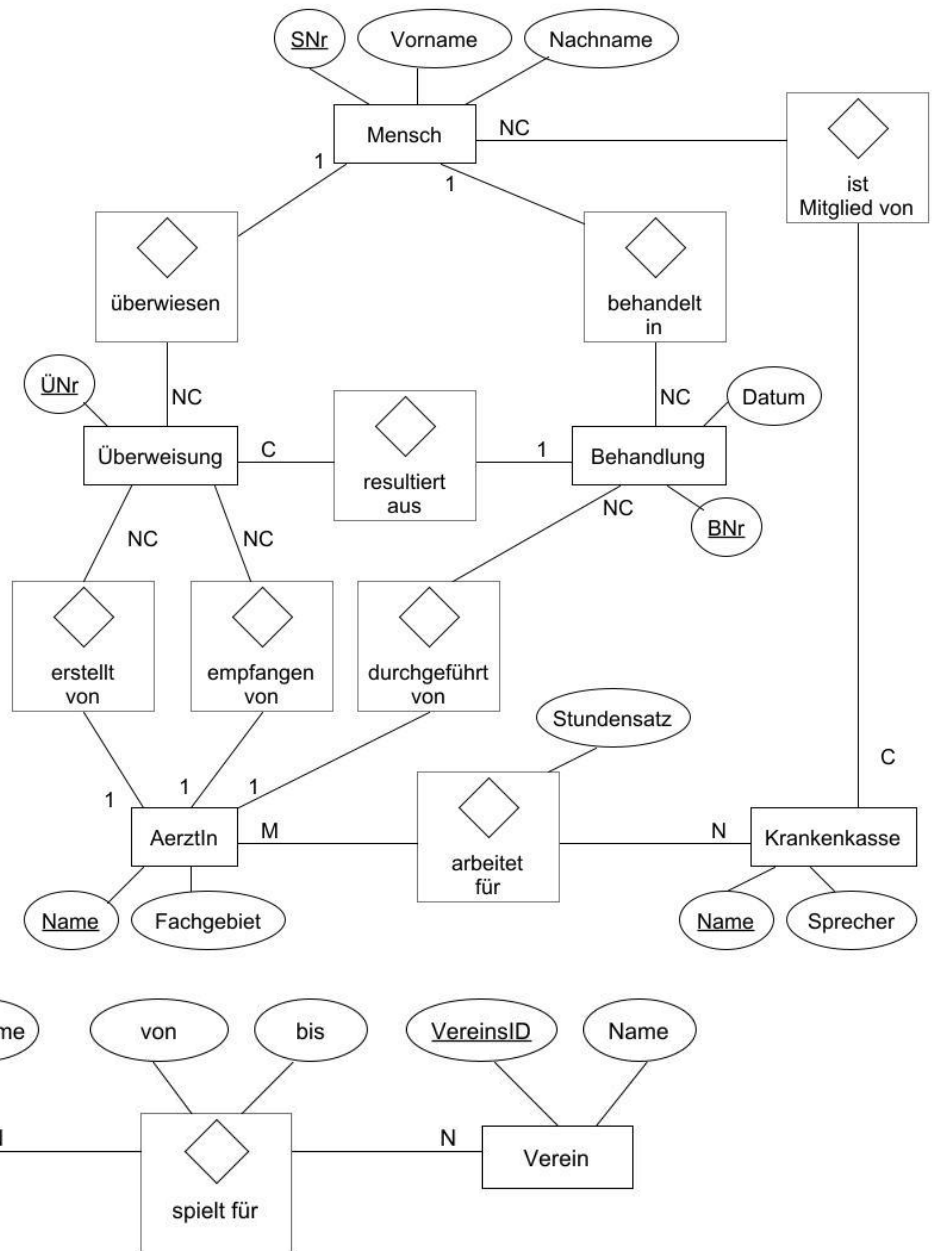 SNr
Vorname
Nachname
Mensch
NC
ist
Mitglied von
1
1
überwiesen
behandelt
in
ÜNr
NC
NC
Datum
Überweisung
C
resultiert
aus
1
Behandlung
NC
BNr
NC
NC
erstellt
von
empfangen
von
durchgeführt
von
Stundensatz
C
1
1
1
AerztIn
M
arbeitet
für
N
Krankenkasse
Name
Fachgebiet
Name
Sprecher
me
von
bis
VereinsID
Name
N
Verein
spielt für